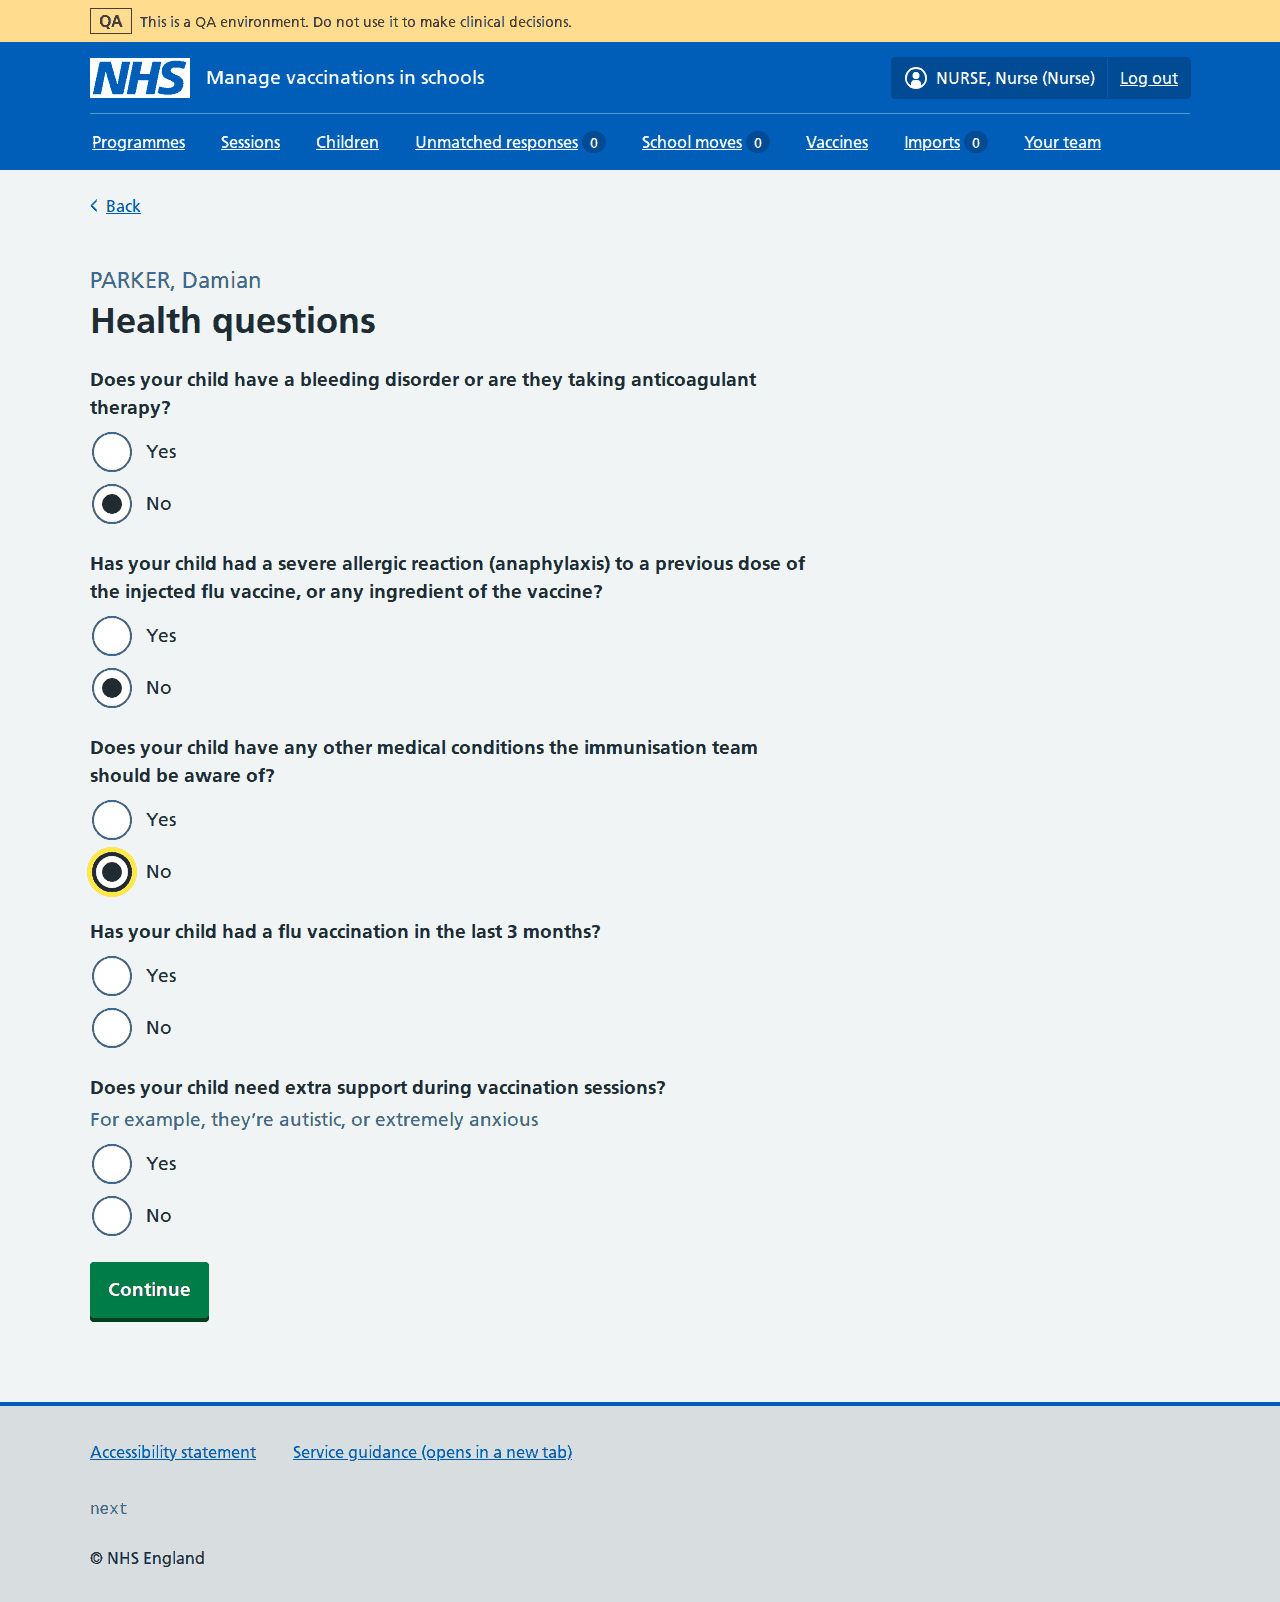 QA This is a QA environment. Do not use it to make clinical decisions.
NHS Manage vaccinations in schools NURSE, Nurse (Nurse) Log out
Programmes Sessions Children Unmatched responses 0 School moves 0 Vaccines Imports 0 Your team
Back
PARKER, Damian
Health questions
Does your child have a bleeding disorder or are they taking anticoagulant
therapy?
Yes
No
Has your child had a severe allergic reaction (anaphylaxis) to a previous dose of
the injected flu vaccine, or any ingredient of the vaccine?
Yes
No
Does your child have any other medical conditions the immunisation team
should be aware of?
Yes
No
Has your child had a flu vaccination in the last 3 months?
Yes
No
Does your child need extra support during vaccination sessions?
For example, they’re autistic, or extremely anxious
Yes
No
Continue
Accessibility statement Service guidance (opens in a new tab)
next
© NHS England